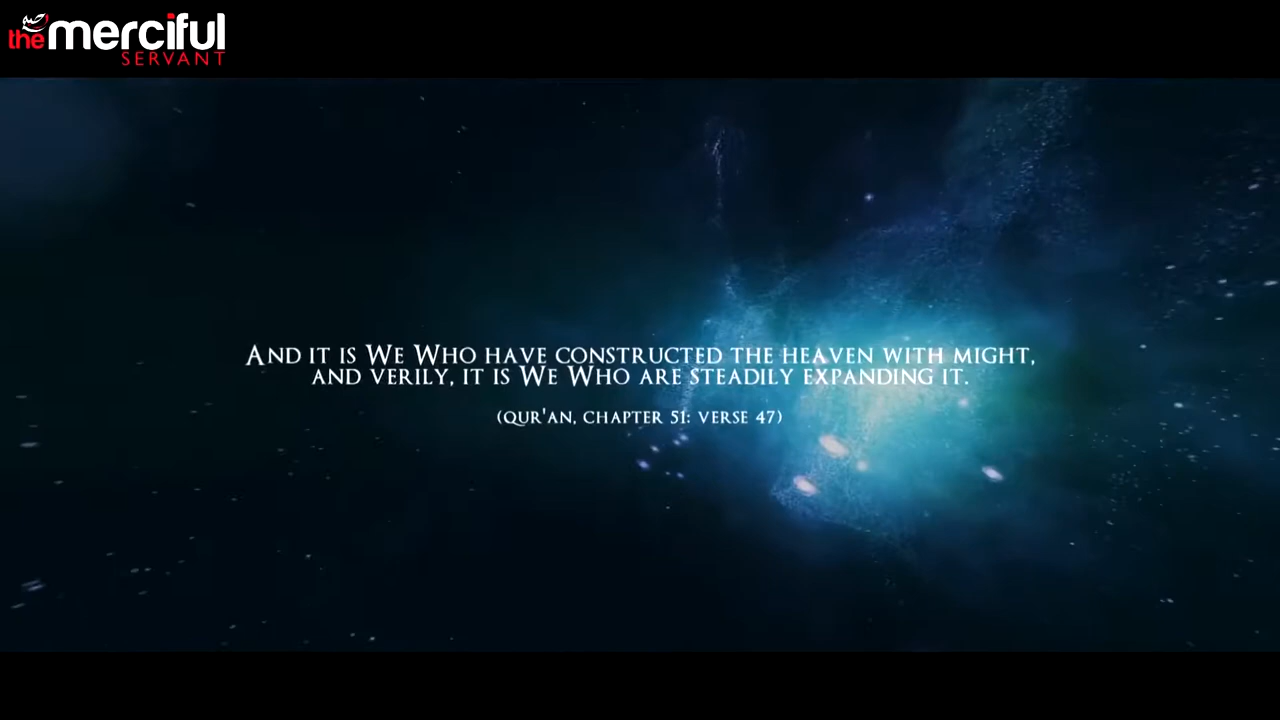 the merciful
SERVANT
AND IT IS WE WHO HAVE CONSTRUCTED THE HEAVEN WITH MIGHT,
AND VERILY, IT IS WE WHO ARE STEADILY EXPANDING IT.
(QUR'AN, CHAPTER 51: VERSE 47)